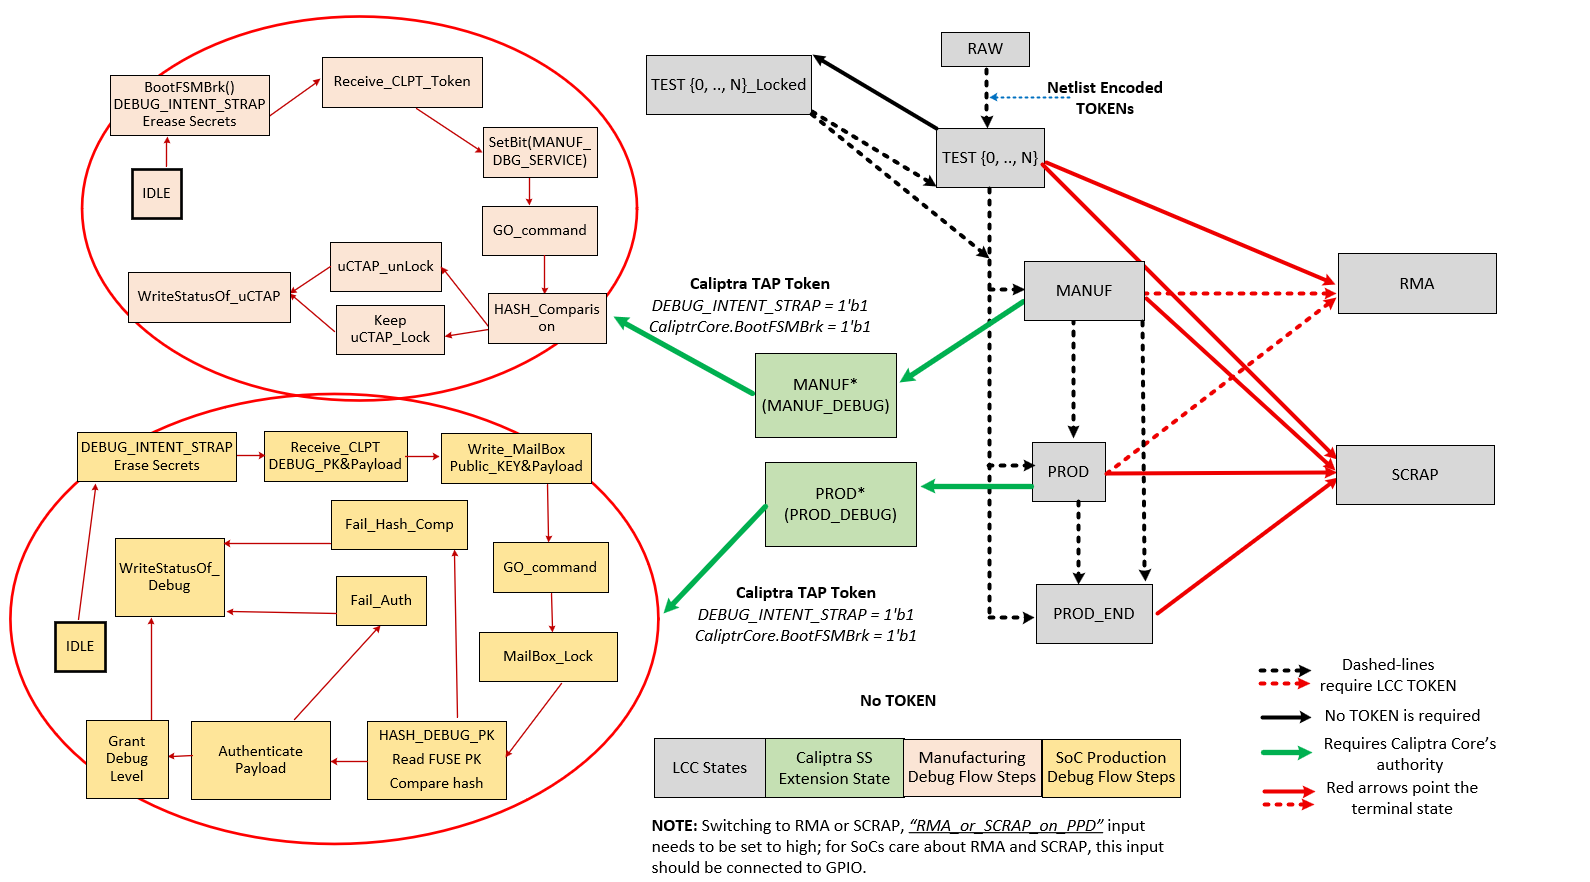 BootFSMBrk()
DEBUG_INTENT_STRAP
Erease Secrets
Receive_CLPT_Token
SetBit(MANUF_
DBG_SERVICE)
IDLE
GO_command
uCTAP_unLock
WriteStatusOf_uCTAP
Keep
uCTAP_Lock
HASH_Comparis
on
RAW
TEST {0, .., N}_Locked
Netlist Encoded
TOKENs
TEST {0, .., N}
MANUF
RMA
Caliptra TAP Token
DEBUG_INTENT_STRAP = 1'b1
CaliptrCore.BootFSMBrk = 1'b1
MANUF*
(MANUF_DEBUG)
PROD
SCRAP
PROD*
(PROD_DEBUG)
PROD_END
Caliptra TAP Token
DEBUG_INTENT_STRAP = 1'b1
CaliptrCore.BootFSMBrk = 1'b1
DEBUG_INTENT_STRAP
Erase Secrets
Receive_CLPT
DEBUG_PK&Payload
Write_MailBox
Public_KEY&Payload
Fail_Hash_Comp
WriteStatusOf_
Debug
GO_command
Fail_Auth
IDLE
MailBox_Lock
Grant
Debug
Level
Authenticate
Payload
HASH_DEBUG_PK
Read FUSE PK
Compare hash
No TOKEN
LCC States
Caliptra SS
Extension State
Manufacturing
Debug Flow Steps
SoC Production
Debug Flow Steps
Dashed-lines
require LCC TOKEN
No TOKEN is required
Requires Caliptra Core's
authority
Red arrows point the
terminal state
NOTE: Switching to RMA or SCRAP, “RMA_or_SCRAP_on_PPD” input
needs to be set to high; for SoCs care about RMA and SCRAP, this input
should be connected to GPIO.